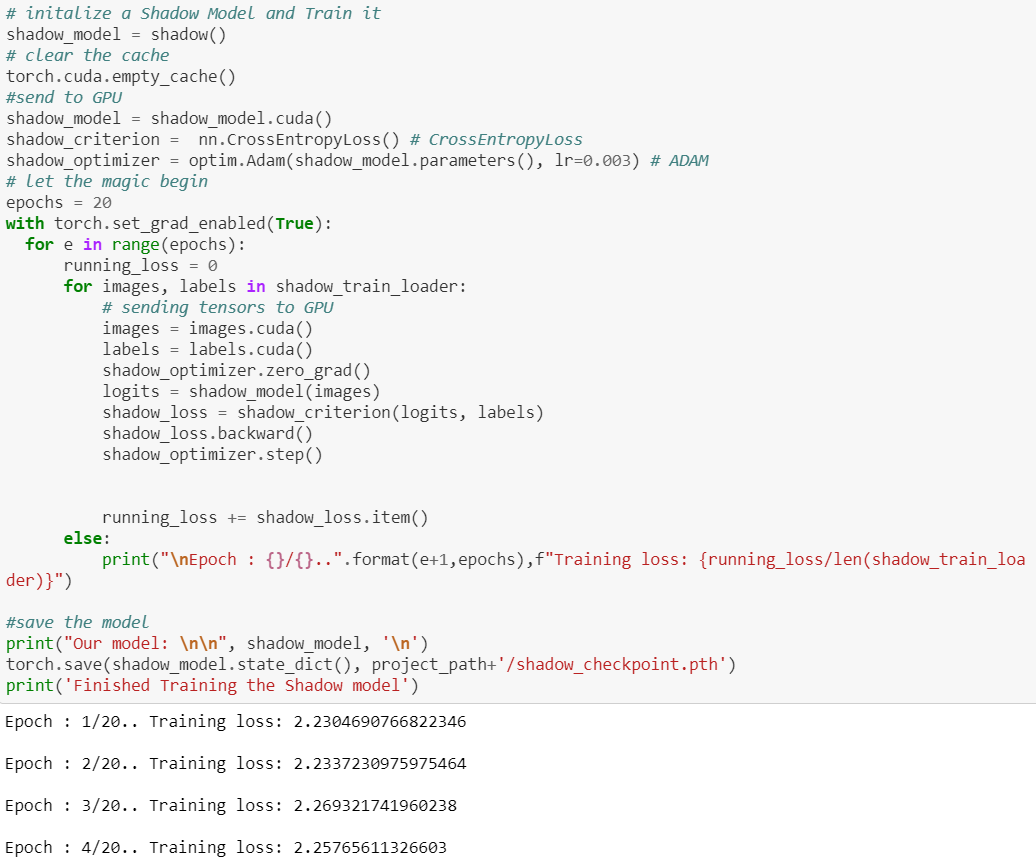 # initalize a Shadow Model and Train it
shadow_model = shadow()
# clear the cache
torch.cuda.empty_cache()
#send to GPU
shadow_model = shadow_model.cuda()
shadow_criterion =  nn.CrossEntropyLoss() # CrossEntropyLoss
shadow_optimizer = optim.Adam(shadow_model.parameters(), lr=0.003) # ADAM
# let the magic begin
epochs = 20
with torch.set_grad_enabled(True):
  for e in range(epochs):
      running_loss = 0
      for images, labels in shadow_train_loader:
          # sending tensors to GPU
          images = images.cuda()
          labels = labels.cuda()
          shadow_optimizer.zero_grad()
          logits = shadow_model(images)
          shadow_loss = shadow_criterion(logits, labels)
          shadow_loss.backward()
          shadow_optimizer.step()
          running_loss += shadow_loss.item()
      else:
          print("\nEpoch : {}/{}..".format(e+1,epochs),f"Training loss: {running_loss/len(shadow_train_loa
der)}")
#save the model
print("Our model: \n\n", shadow_model, '\n')
torch.save(shadow_model.state_dict(), project_path+'/shadow_checkpoint.pth')
print('Finished Training the Shadow model')
Epoch : 1/20.. Training loss: 2.2304690766822346
Epoch : 2/20.. Training loss: 2.2337230975975464
Epoch : 3/20.. Training loss: 2.269321741960238
Epoch : 4/20.. Training loss: 2.25765611326603